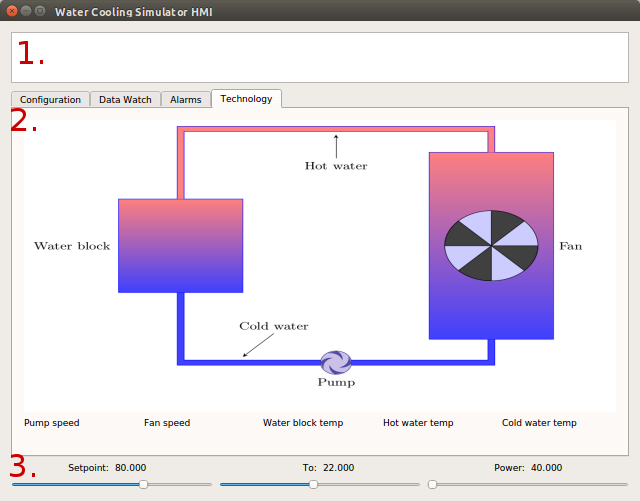 Water Cooling Simulator HMI
1.
Configuration Data Watch Alarms Technology
2.
Hot water
Water block
Fan
Cold water
Pump
Pump speed Fan speed Water block temp Hot water temp Cold water temp
3.
Setpoint: 80.000 To: 22.000 Power: 40.000